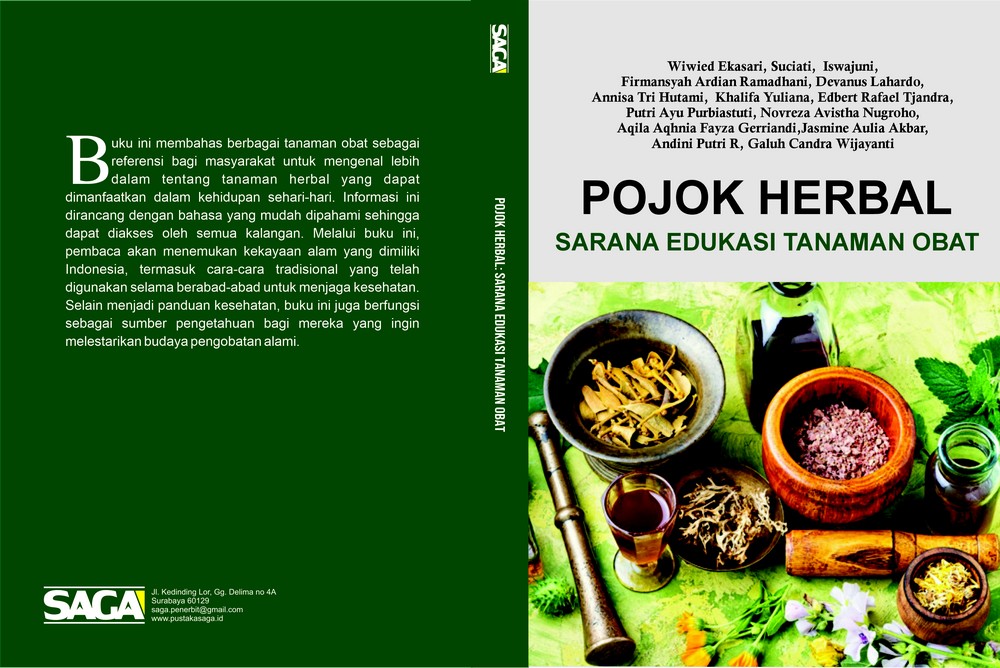 Buku ini membahas berbagai tanaman obat sebagai
referensi bagi masyarakat untuk mengenal lebih
dalam tentang tanaman herbal yang dapat
dimanfaatkan dalam kehidupan sehari-hari. Informasi ini
dirancang dengan bahasa yang mudah dipahami sehingga
dapat diakses oleh semua kalangan. Melalui buku ini,
pembaca akan menemukan kekayaan alam yang dimiliki
Indonesia, termasuk cara-cara tradisional yang telah
digunakan selama berabad-abad untuk menjaga kesehatan.
Selain menjadi panduan kesehatan, buku ini juga berfungsi
sebagai sumber pengetahuan bagi mereka yang ingin
melestarikan budaya pengobatan alami.
SAGA
Jl. Kedinding Lor, Gg. Delima no 4A
Surabaya 60129
saga.penerbit@gmail.com
www.pustakasaga.id
SAGA
POJOK HERBAL: SARANA EDUKASI TANAMAN OBAT
Wiwied Ekasari, Suciati, Iswajuni,
Firmansyah Ardian Ramadhani, Devanus Lahardo,
Annisa Tri Hutami, Khalifa Yuliana, Edbert Rafael Tjandra,
Putri Ayu Purbiastuti, Novreza Avistha Nugroho,
Aqila Aqhnia Fayza Gerriandi,Jasmine Aulia Akbar,
Andini Putri R, Galuh Candra Wijayanti
POJOK HERBAL
SARANA EDUKASI TANAMAN OBAT